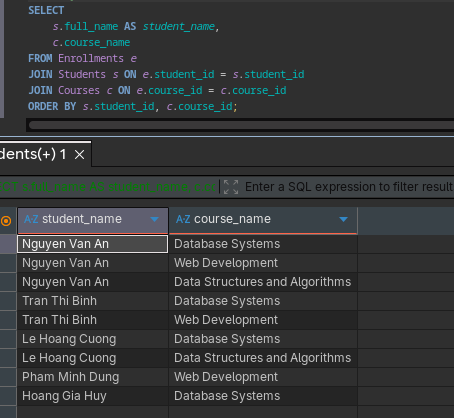 SELECT
s.full_name AS student_name,
c.course_name
FROM Enrollments e
JOIN Students s ON e.student_id = s.student_id
JOIN Courses c ON e.course_id = c.course_id
ORDER BY s.student_id, c.course_id;
dents(+) 1
Enter a SQL expression to filter result
A-Z student_name A-Z course_name
Nguyen Van An Database Systems
Nguyen Van An Web Development
Nguyen Van An Data Structures and Algorithms
Tran Thi Binh Database Systems
Tran Thi Binh Web Development
Le Hoang Cuong Database Systems
Le Hoang Cuong Data Structures and Algorithms
Pham Minh Dung Web Development
Hoang Gia Huy Database Systems